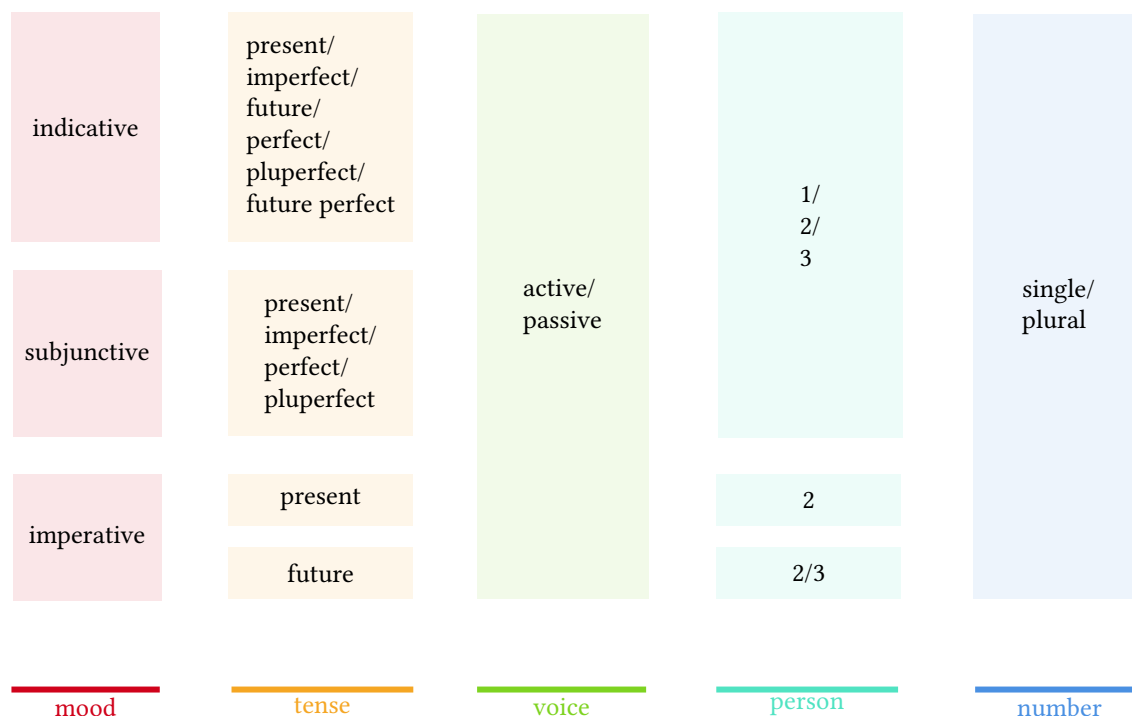 indicative
present/
imperfect/
future/
perfect/
pluperfect/
future perfect
subjunctive
present/
imperfect/
perfect/
pluperfect
imperative
present
future
active/
passive
1/
2/
3
2
2/3
single/
plural
mood
tense
voice
person
number